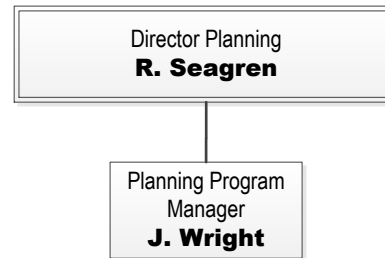 Director Planning
R. Seagren
Planning Program
Manager
J. Wright